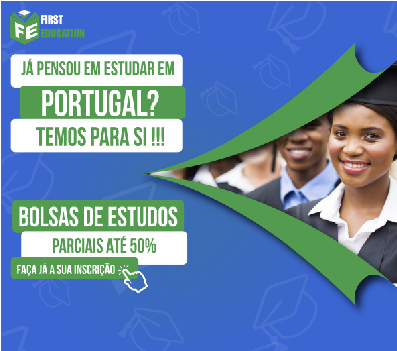 FE
FIRST
EDUCATION
JÁ PENSOU EM ESTUDAR EM
PORTUGAL?
TEMOS PARA SI !!!
BOLSAS DE ESTUDOS
PARCIAIS ATÉ 50%
FAÇA JÁ A SUA INSCRIÇÃO